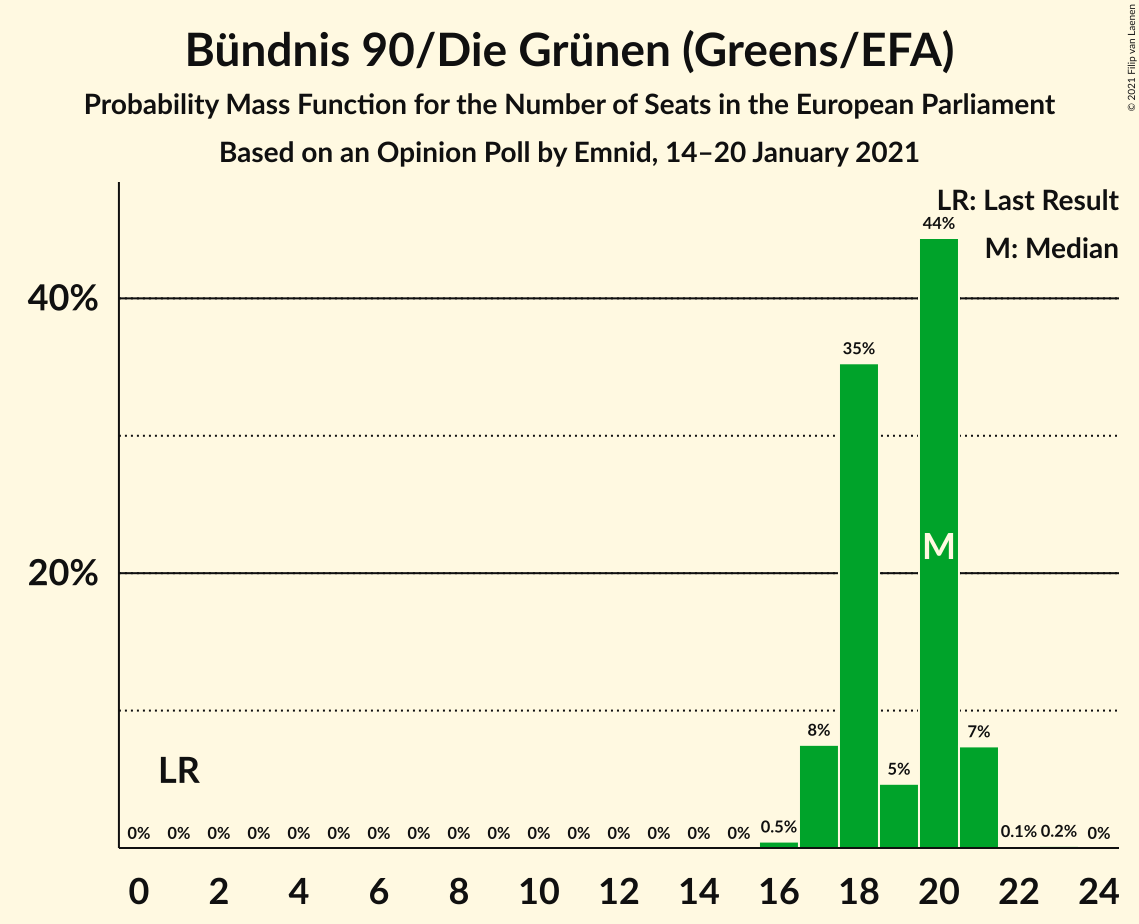 Bündnis 90/Die Grünen (Greens/EFA)
Probability Mass Function for the Number of Seats in the European Parliament
Based on an Opinion Poll by Emnid, 14–20 January 2021
© 2021 Filip van Laenen
LR: Last Result
M: Median
44%
40%
35%
20%
M
8%
5%
7%
LR
0% 0% 0% 0% 0% 0% 0% 0% 0% 0% 0% 0% 0% 0% 0% 0% 0.5% 0.1% 0.2% 0%
0 2 4 6 8 10 12 14 16 18 20 22 24